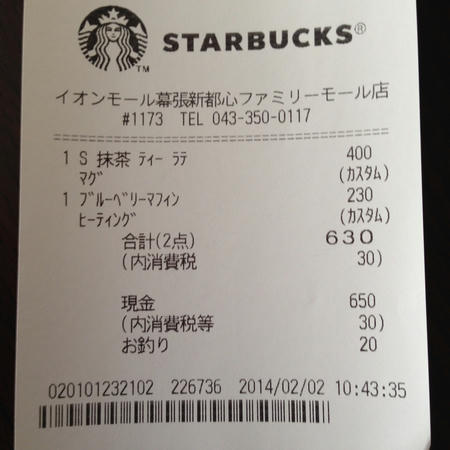 STARBUCKS®
TM
イオンモール幕張新都心ファミリーモール店
#1173 TEL 043-350-0117
1 S 抹茶 ティー ラテ 400
マグ (カスタム)
1 ブルーベリーマフィン 230
ヒーティング (カスタム)
合計(2点) 630
(内消費税 30)
現金 650
(内消費税等 30)
お釣り 20
020101232102 226736 2014/02/02 10:43:35